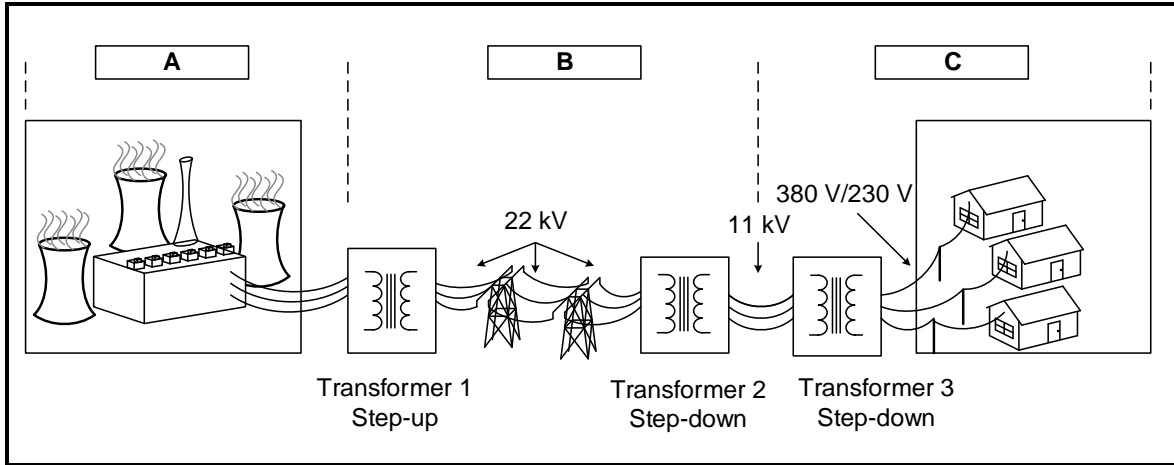 A
B
C
380 V/230 V
22 kV
11 kV
Transformer 1
Step-up
Transformer 2
Step-down
Transformer 3
Step-down